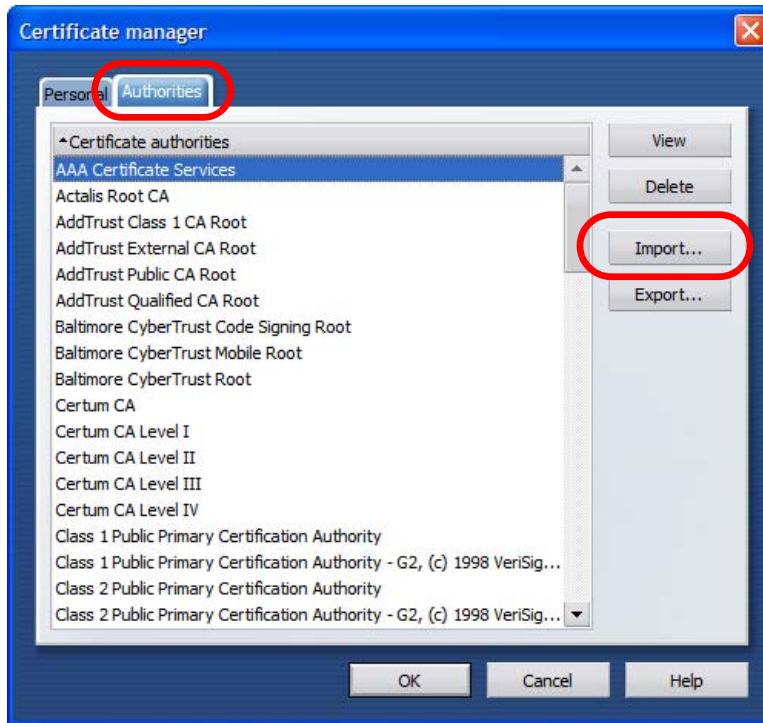 Certificate manager
Personal
Authorities
Certificate authorities
View
AAA Certificate Services
Delete
Actalis Root CA
AddTrust Class 1 CA Root
AddTrust External CA Root
Import...
AddTrust Public CA Root
AddTrust Qualified CA Root
Export...
Baltimore CyberTrust Code Signing Root
Baltimore CyberTrust Mobile Root
Baltimore CyberTrust Root
Certum CA
Certum CA Level I
Certum CA Level II
Certum CA Level III
Certum CA Level IV
Class 1 Public Primary Certification Authority
Class 1 Public Primary Certification Authority - G2, (c) 1998 VeriSig...
Class 2 Public Primary Certification Authority
Class 2 Public Primary Certification Authority - G2, (c) 1998 VeriSig...
OK
Cancel
Help